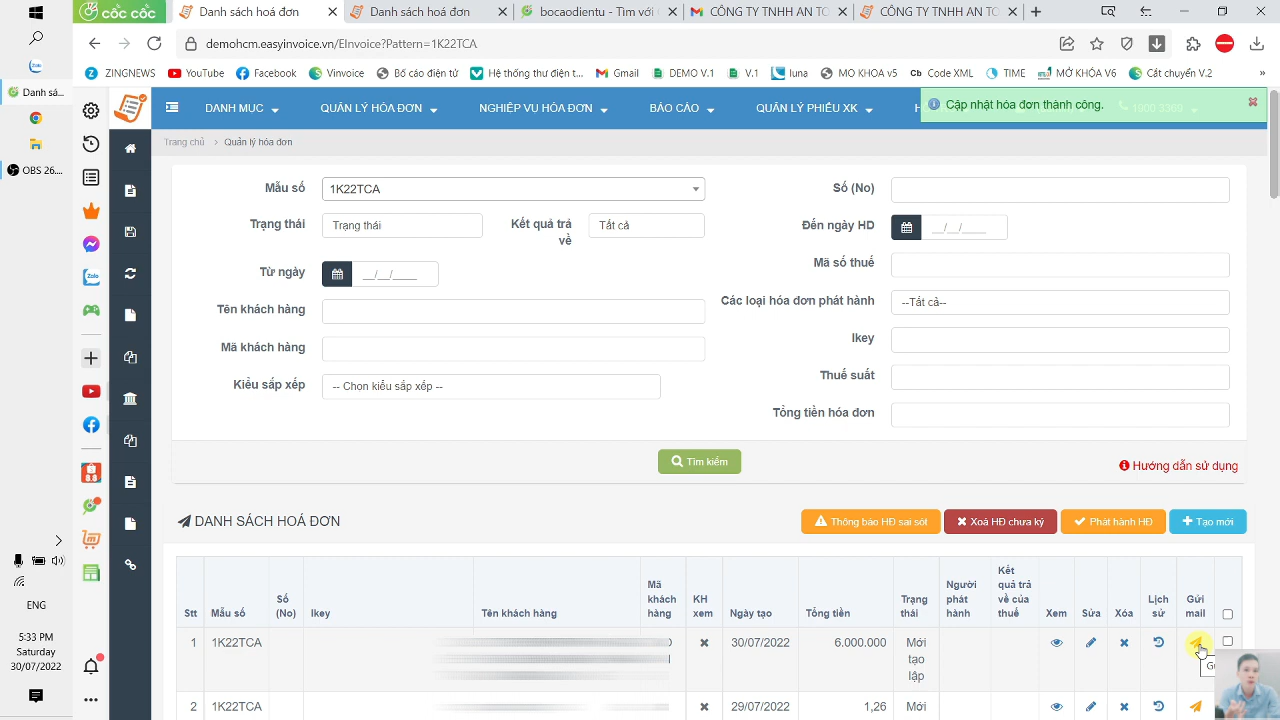 cốc cốc
Danh sách hoá đơn
Danh sách hoá đơn
CÔNG TY TNHH
CÔNG TY TNHH AN TO
demohcm.easyinvoice.vn/EInvoice?Pattern=1K22TCA
ZINGNEWS
YouTube
Facebook
Vinvoice
Bố cáo điện tử
Hệ thống thư điện t...
Gmail
DEMO V.1
V.1
luna
MO KHOA v5
Code XML
TIME
MỞ KHÓA V6
Cắt chuyển V.2
Danh sá...
OBS 26....
DANH MỤC
QUẢN LÝ HÓA ĐƠN
NGHIỆP VỤ HÓA ĐƠN
BÁO CÁO
QUẢN LÝ PHIẾU XK
Cập nhật hóa đơn thành công.
1900 3369
Trang chủ > Quản lý hóa đơn
Mẫu số
1K22TCA
Số (No)
Trạng thái
Trạng thái
Kết quả trả về
Tất cả
Đến ngày HD
__/__/____
Từ ngày
__/__/____
Mã số thuế
Tên khách hàng
Các loại hóa đơn phát hành
--Tất cả--
Mã khách hàng
Ikey
Kiểu sắp xếp
-- Chọn kiểu sắp xếp --
Thuế suất
Tổng tiền hóa đơn
Tìm kiếm
Hướng dẫn sử dụng
DANH SÁCH HOÁ ĐƠN
Thông báo HĐ sai sót
Xoá HĐ chưa ký
Phát hành HĐ
Tạo mới
Stt
Mẫu số
Số (No)
Ikey
Tên khách hàng
Mã khách hàng
KH xem
Ngày tạo
Tổng tiền
Trạng thái
Người phát hành
Kết quả trả về của thuế
Xem
Sửa
Xóa
Lịch sử
Gửi mail
1
1K22TCA
30/07/2022
6.000.000
Mới tạo lập
2
1K22TCA
29/07/2022
1,26
Mới
ENG
5:33 PM
Saturday
30/07/2022